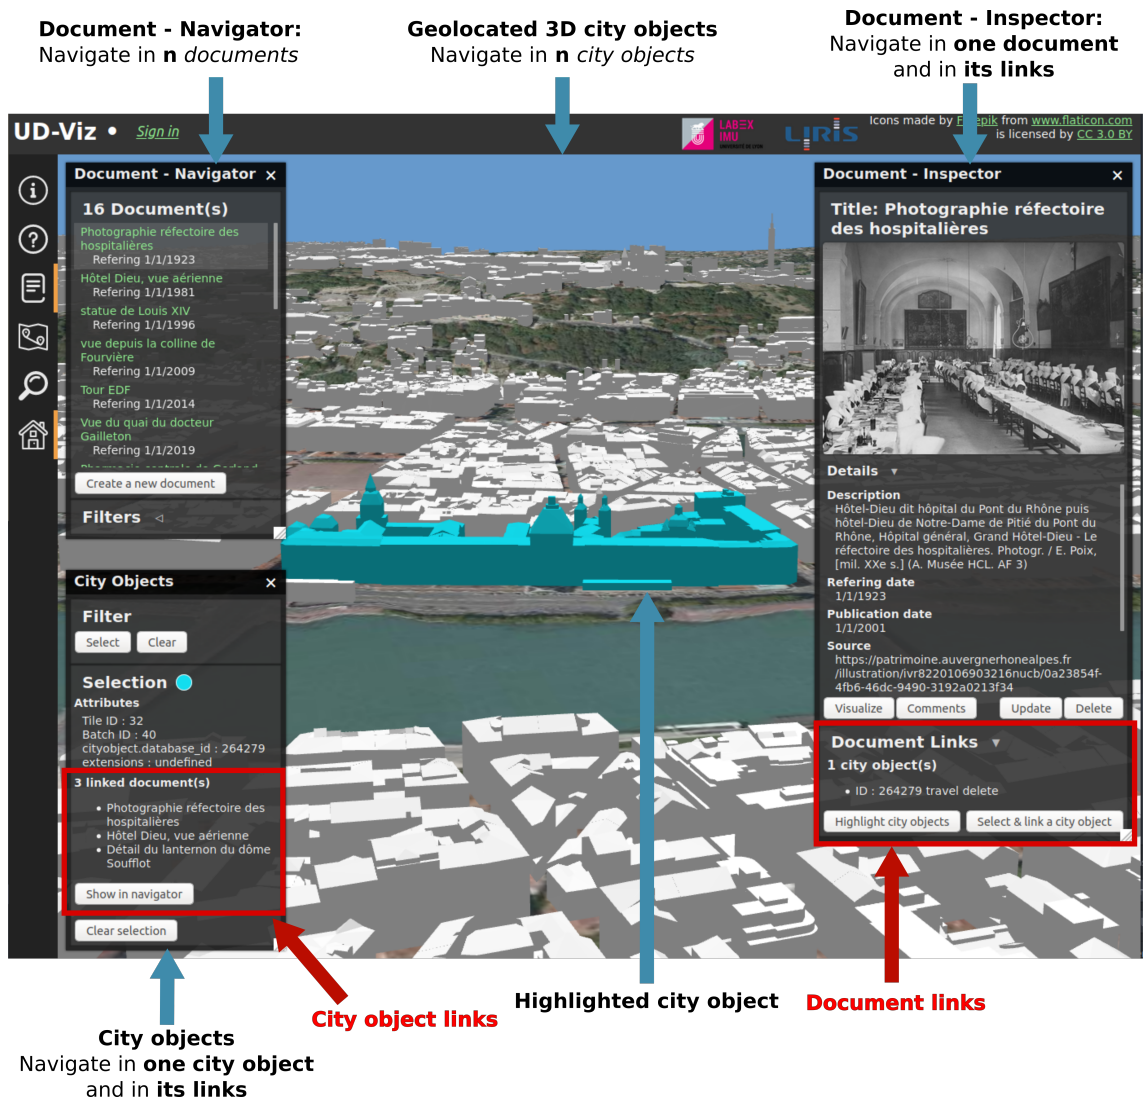 Document - Navigator:
Navigate in n documents
Geolocated 3D city objects
Navigate in n city objects
Document - Inspector:
Navigate in one document
and in its links
UD-Viz •
Sign in
LABEX
IMU
UNIVERSITÉ DE LYON
LIRIS
Icons made by Freepik from www.flaticon.com
is licensed by CC 3.0 BY
Document - Navigator
16 Document(s)
Photographie réfectoire des
hospitalières
Refering 1/1/1923
Hôtel Dieu, vue aérienne
Refering 1/1/1981
statue de Louis XIV
Refering 1/1/1996
vue depuis la colline de
Fourvière
Refering 1/1/2009
Tour EDF
Refering 1/1/2014
Vue du quai du docteur
Gailleton
Refering 1/1/2019
Pharmacie centrale de Gerland
Create a new document
Filters
City Objects
Filter
Select
Clear
Selection
Attributes
Tile ID : 32
Batch ID : 40
cityobject.database_id : 264279
extensions : undefined
3 linked document(s)
• Photographie réfectoire des
hospitalières
• Hôtel Dieu, vue aérienne
• Détail du lanternon du dôme
Soufflot
Show in navigator
Clear selection
Document - Inspector
Title: Photographie réfectoire
des hospitalières
Details
Description
Hôtel-Dieu dit hôpital du Pont du Rhône puis
hôtel-Dieu de Notre-Dame de Pitié du Pont du
Rhône, Hôpital général, Grand Hôtel-Dieu - Le
réfectoire des hospitalières. Photogr. / E. Poix,
[mil. XXe s.] (A. Musée HCL. AF 3)
Refering date
1/1/1923
Publication date
1/1/2001
Source
https://patrimoine.auvergnerhonealpes.fr
/illustration/ivr8220106903216nucb/0a23854f-
4fb6-46dc-9490-3192a0213f34
Visualize
Comments
Update
Delete
Document Links
1 city object(s)
• ID : 264279 travel delete
Highlight city objects
Select & link a city object
City object links
Highlighted city object
Document links
City objects
Navigate in one city object
and in its links